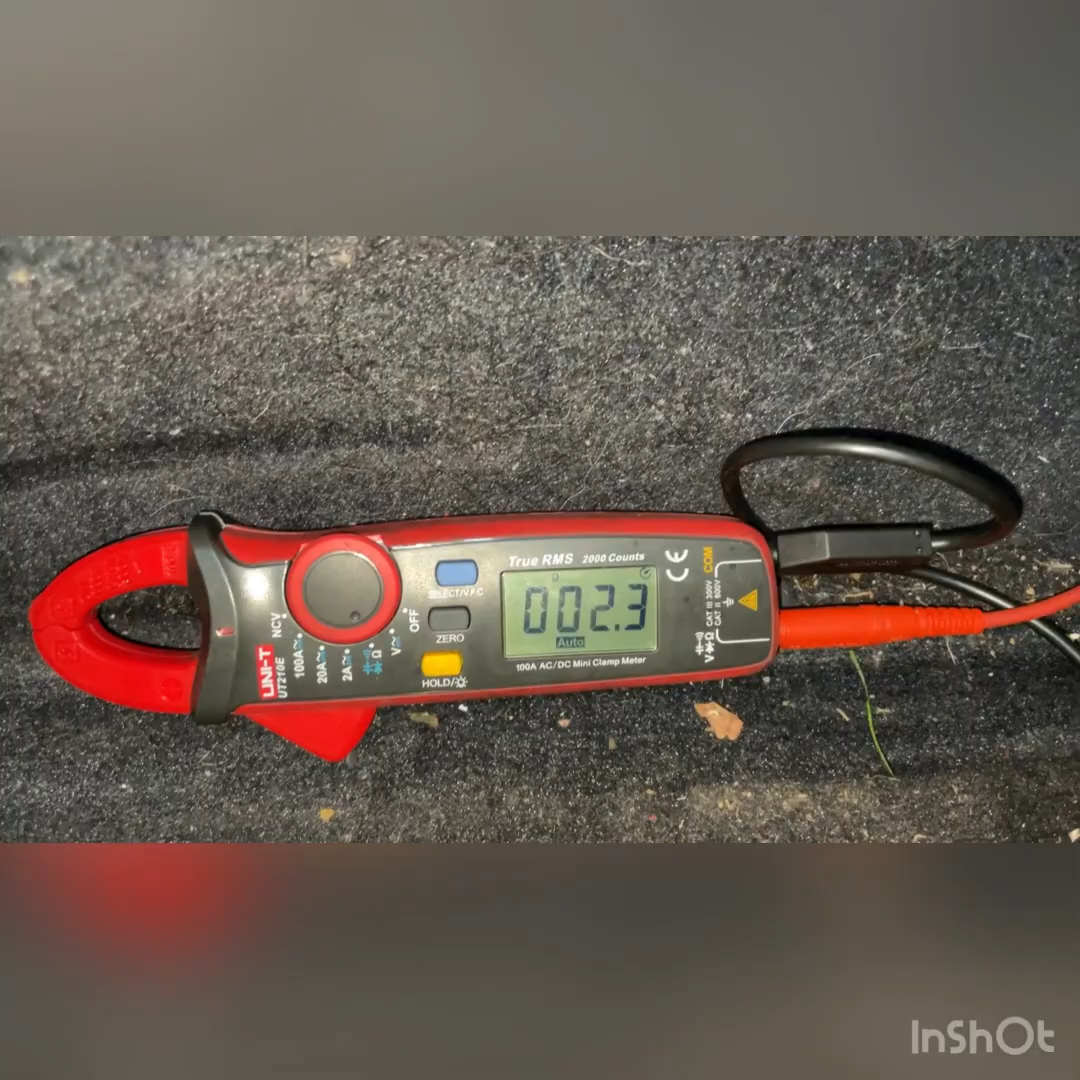 True RMS 2000 Counts
002.3
Auto
100A AC/DC Mini Clamp Meter
SELECT/V.F.C
ZERO
HOLD/
OFF
V
Ω
2A
20A
100A
NCV
UNI-T
UT210E
CE
COM
CAT III 300V
CAT II 600V
VΩ
InShOt